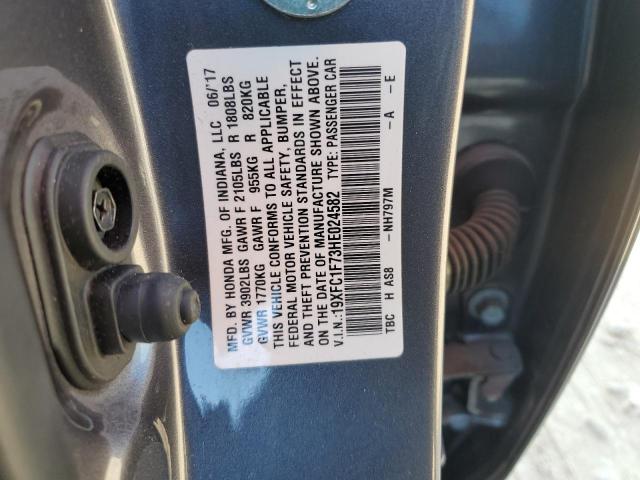 MFD. BY HONDA MFG. OF INDIANA, LLC 06/'17
GVWR 3902LBS GAWR F 2105LBS R 1808LBS
GVWR 1770KG GAWR F 955KG R 820KG
THIS VEHICLE CONFORMS TO ALL APPLICABLE
FEDERAL MOTOR VEHICLE SAFETY, BUMPER,
AND THEFT PREVENTION STANDARDS IN EFFECT
ON THE DATE OF MANUFACTURE SHOWN ABOVE.
V.I.N.:19XFC1F73HE024582 TYPE: PASSENGER CAR
TBC H AS8 -NH797M -A -E